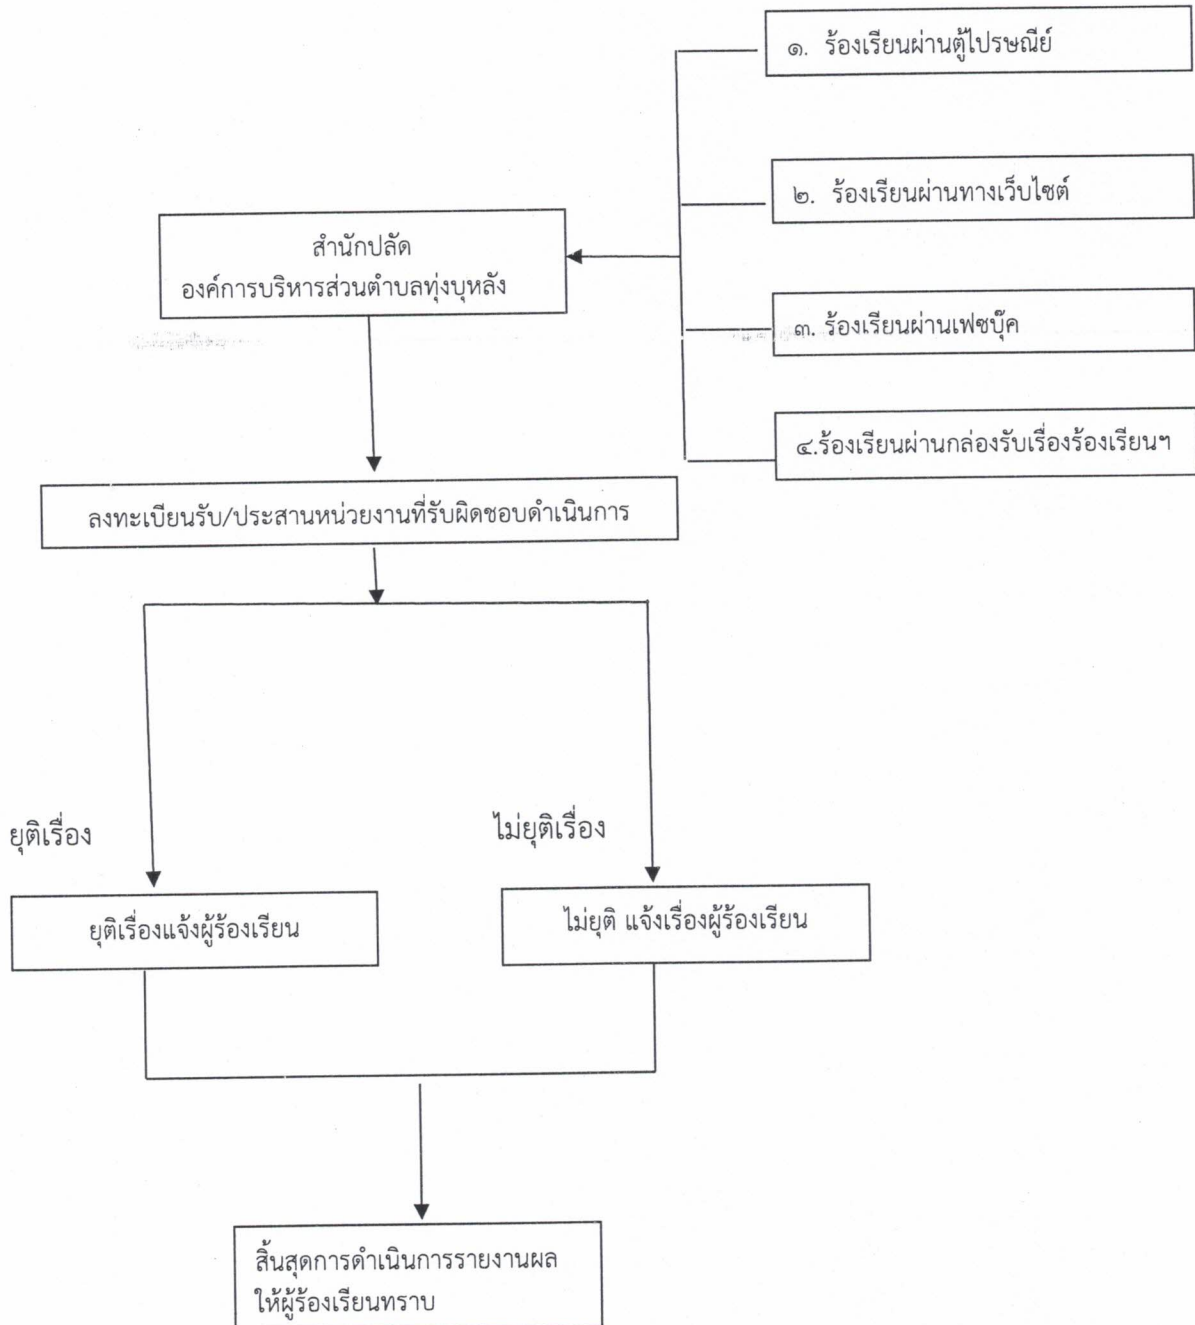 ๑. ร้องเรียนผ่านตู้ไปรษณีย์
๒. ร้องเรียนผ่านทางเว็บไซต์
สำนักปลัด
องค์การบริหารส่วนตำบลทุ่งบุหลัง
๓. ร้องเรียนผ่านเฟซบุ๊ค
๔.ร้องเรียนผ่านกล่องรับเรื่องร้องเรียนฯ
ลงทะเบียนรับ/ประสานหน่วยงานที่รับผิดชอบดำเนินการ
ยุติเรื่อง
ไม่ยุติเรื่อง
ยุติเรื่องแจ้งผู้ร้องเรียน
ไม่ยุติ แจ้งเรื่องผู้ร้องเรียน
สิ้นสุดการดำเนินการรายงานผล
ให้ผู้ร้องเรียนทราบ